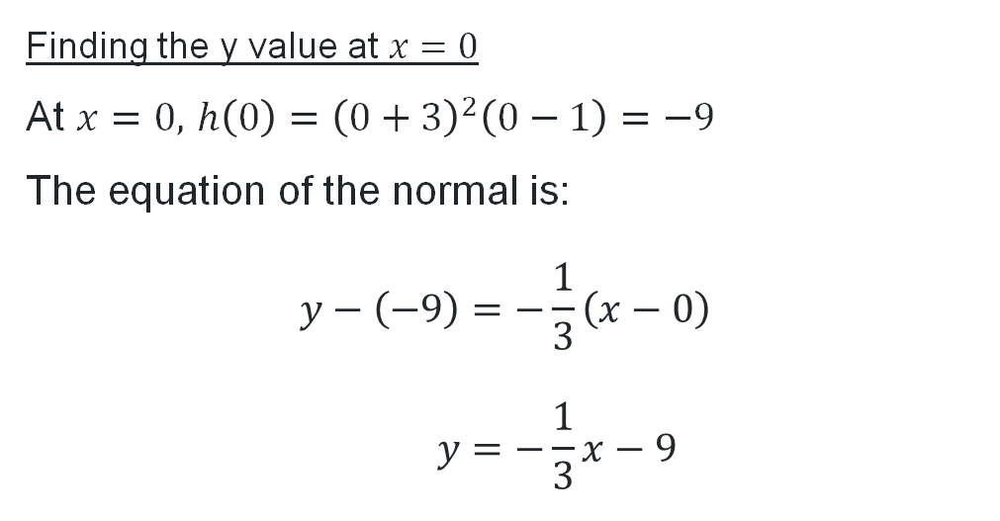 Finding the y value at x = 0
At x = 0, h(0) = (0 + 3)²(0 − 1) = −9
The equation of the normal is:
y − (−9) = −1/3(x − 0)
y = −1/3x − 9